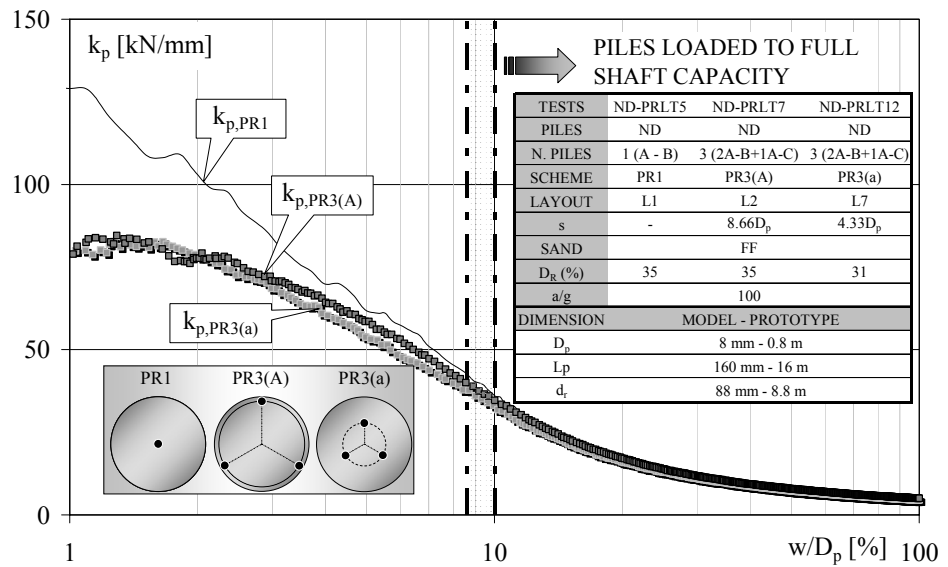 150
k_p [kN/mm]
PILES LOADED TO FULL
SHAFT CAPACITY
TESTS ND-PRLT5 ND-PRLT7 ND-PRLT12
PILES ND ND ND
N. PILES 1 (A - B) 3 (2A-B+1A-C) 3 (2A-B+1A-C)
SCHEME PR1 PR3(A) PR3(a)
LAYOUT L1 L2 L7
s - 8.66D_p 4.33D_p
SAND FF
D_R (%) 35 35 31
a/g 100
DIMENSION MODEL - PROTOTYPE
D_p 8 mm - 0.8 m
Lp 160 mm - 16 m
d_r 88 mm - 8.8 m
k_p,PR1
100
k_p,PR3(A)
k_p,PR3(a)
50
PR1 PR3(A) PR3(a)
0
1 10 w/D_p [%] 100